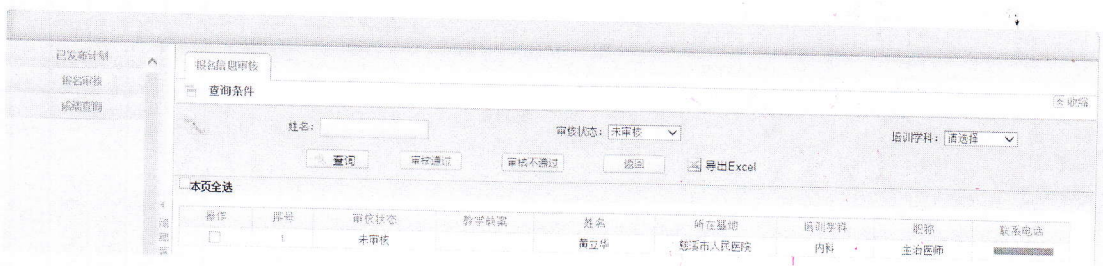 已发布计划
报名审核
成绩查询
报名信息审核
查询条件
收缩
姓名:
审核状态: 未审核
培训学科: 请选择
查询 审核通过 审核不通过 返回 导出Excel
本页全选
操作 序号 审核状态 教学档案 姓名 所在基地 培训学科 职称 联系电话
1 未审核 黄立华 慈溪市人民医院 内科 主治医师